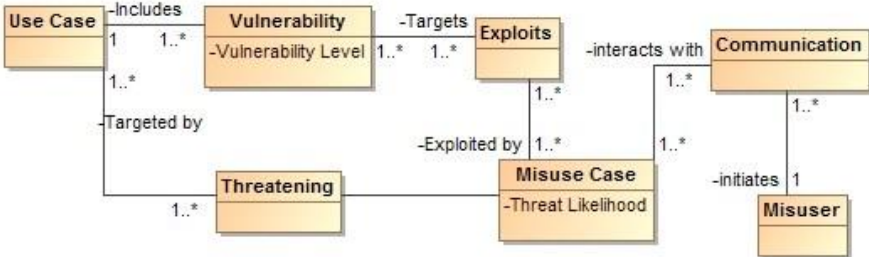 Use Case
-Includes
1
1..*
Vulnerability
-Vulnerability Level
-Targets
1..*
1..*
Exploits
-interacts with
1..*
Communication
1..*
-Targeted by
1..*
1..*
-Exploited by
1..*
1..*
1..*
Threatening
Misuse Case
-Threat Likelihood
-initiates
1
Misuser